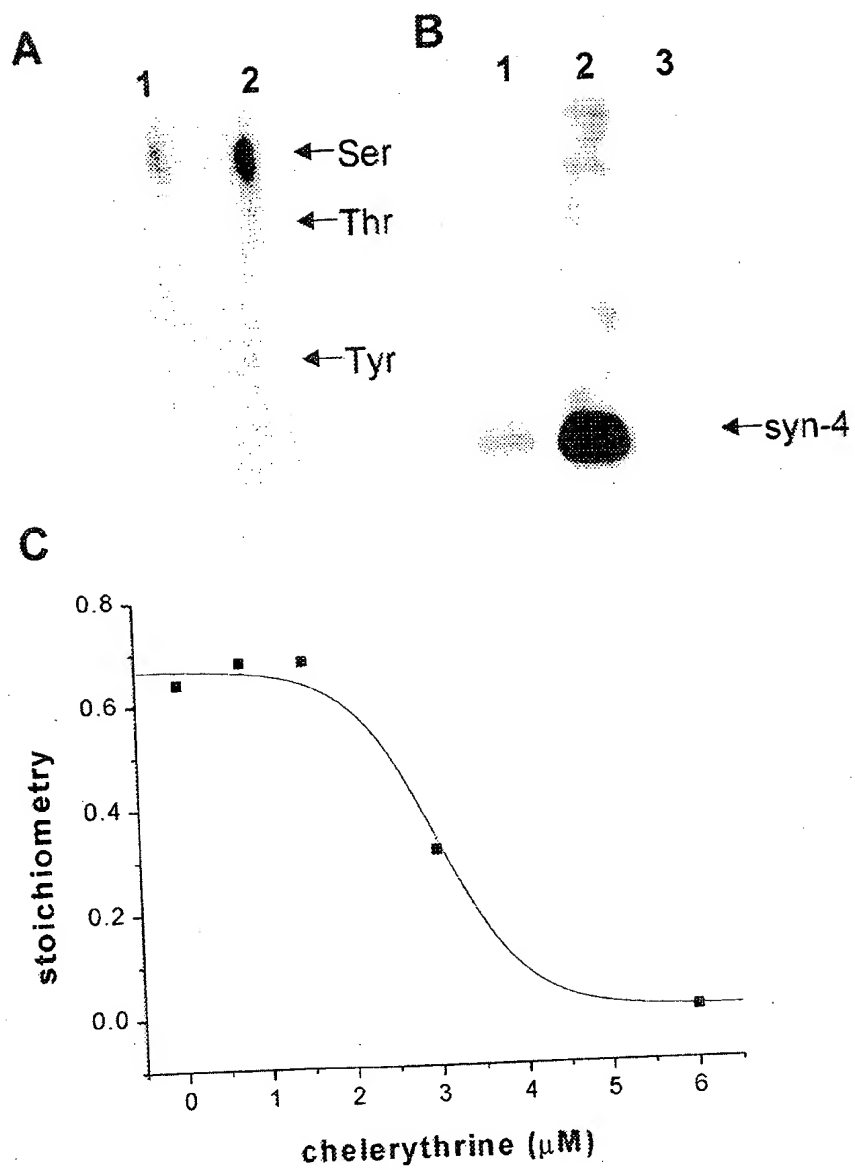 A
B
1 2
1 2 3
Ser
Thr
Tyr
syn-4
C
0.8
0.6
0.4
0.2
0.0
stoichiometry
0 1 2 3 4 5 6
chelerythrine (μM)